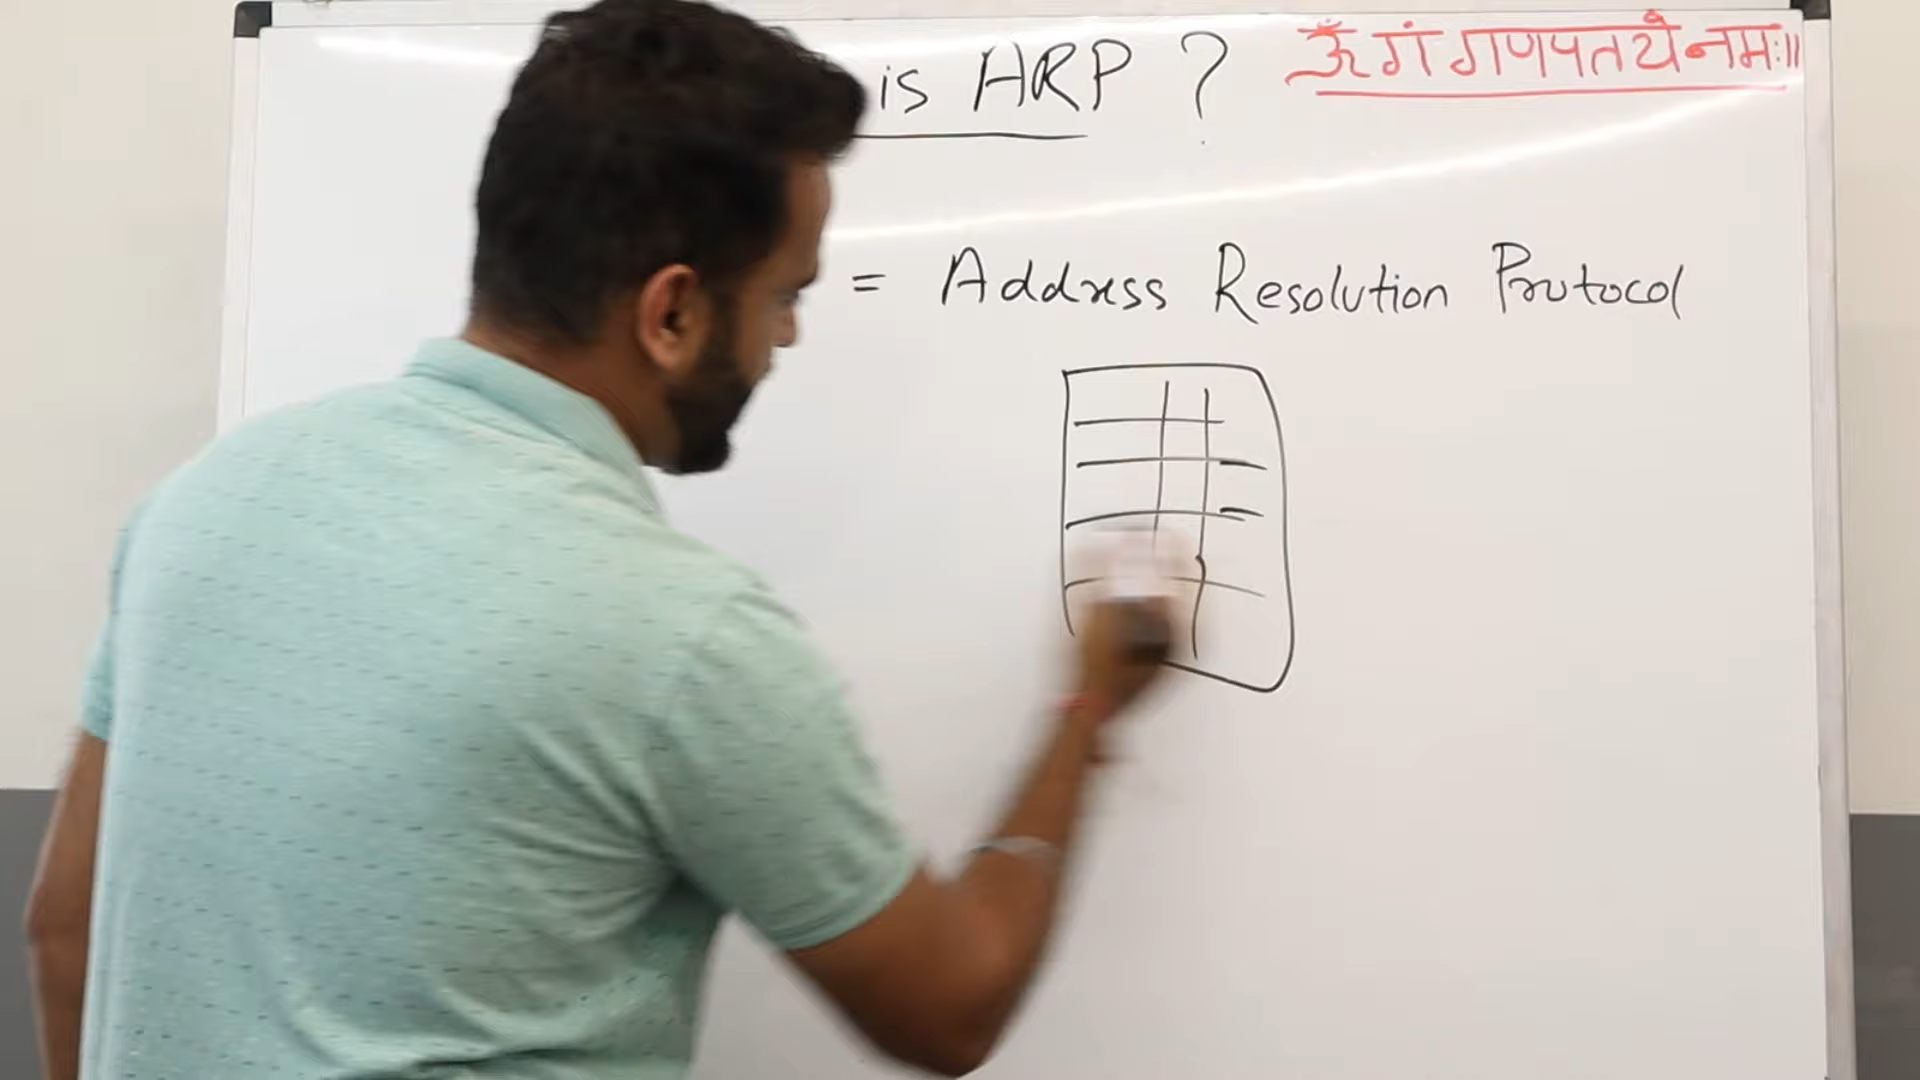 is ARP ? ॐ गं गणपतये नमः॥
= Address Resolution Protocol